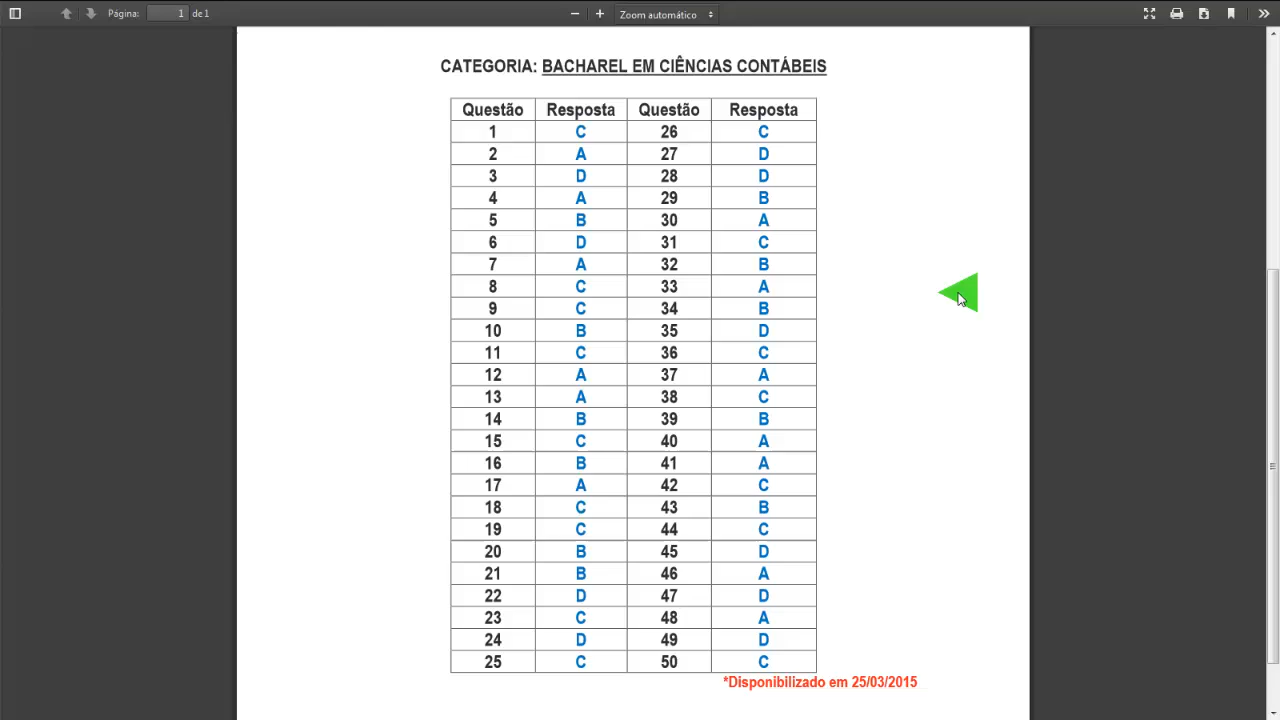 Página: 1 de 1 Zoom automático
CATEGORIA: BACHAREL EM CIÊNCIAS CONTÁBEIS
Questão Resposta Questão Resposta
1 C 26 C
2 A 27 D
3 D 28 D
4 A 29 B
5 B 30 A
6 D 31 C
7 A 32 B
8 C 33 A
9 C 34 B
10 B 35 D
11 C 36 C
12 A 37 A
13 A 38 C
14 B 39 B
15 C 40 A
16 B 41 A
17 A 42 C
18 C 43 B
19 C 44 C
20 B 45 D
21 B 46 A
22 D 47 D
23 C 48 A
24 D 49 D
25 C 50 C
*Disponibilizado em 25/03/2015